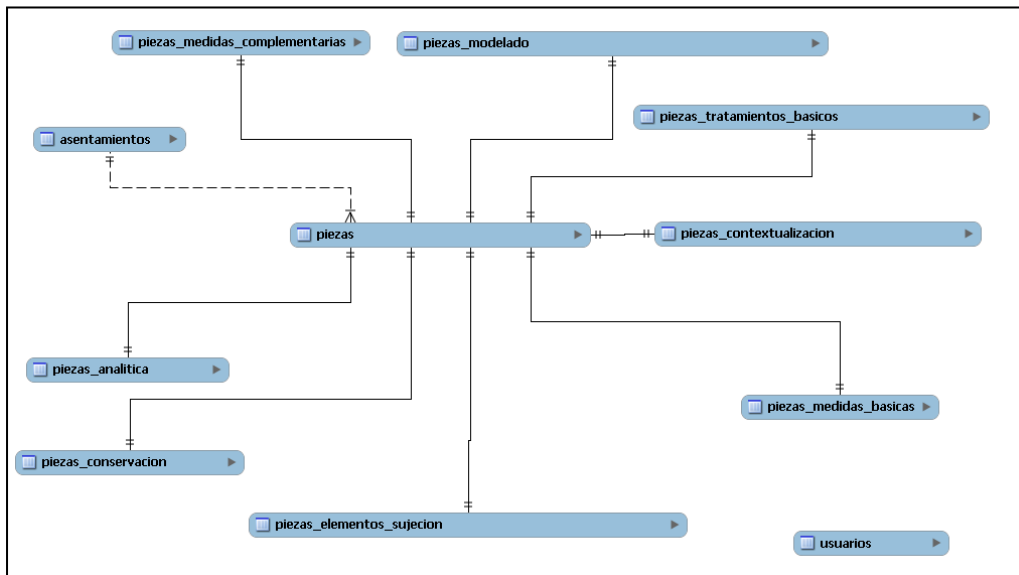 piezas_medidas_complementarias
piezas_modelado
piezas_tratamientos_basicos
asentamientos
piezas
piezas_contextualizacion
piezas_analitica
piezas_medidas_basicas
piezas_conservacion
piezas_elementos_sujecion
usuarios